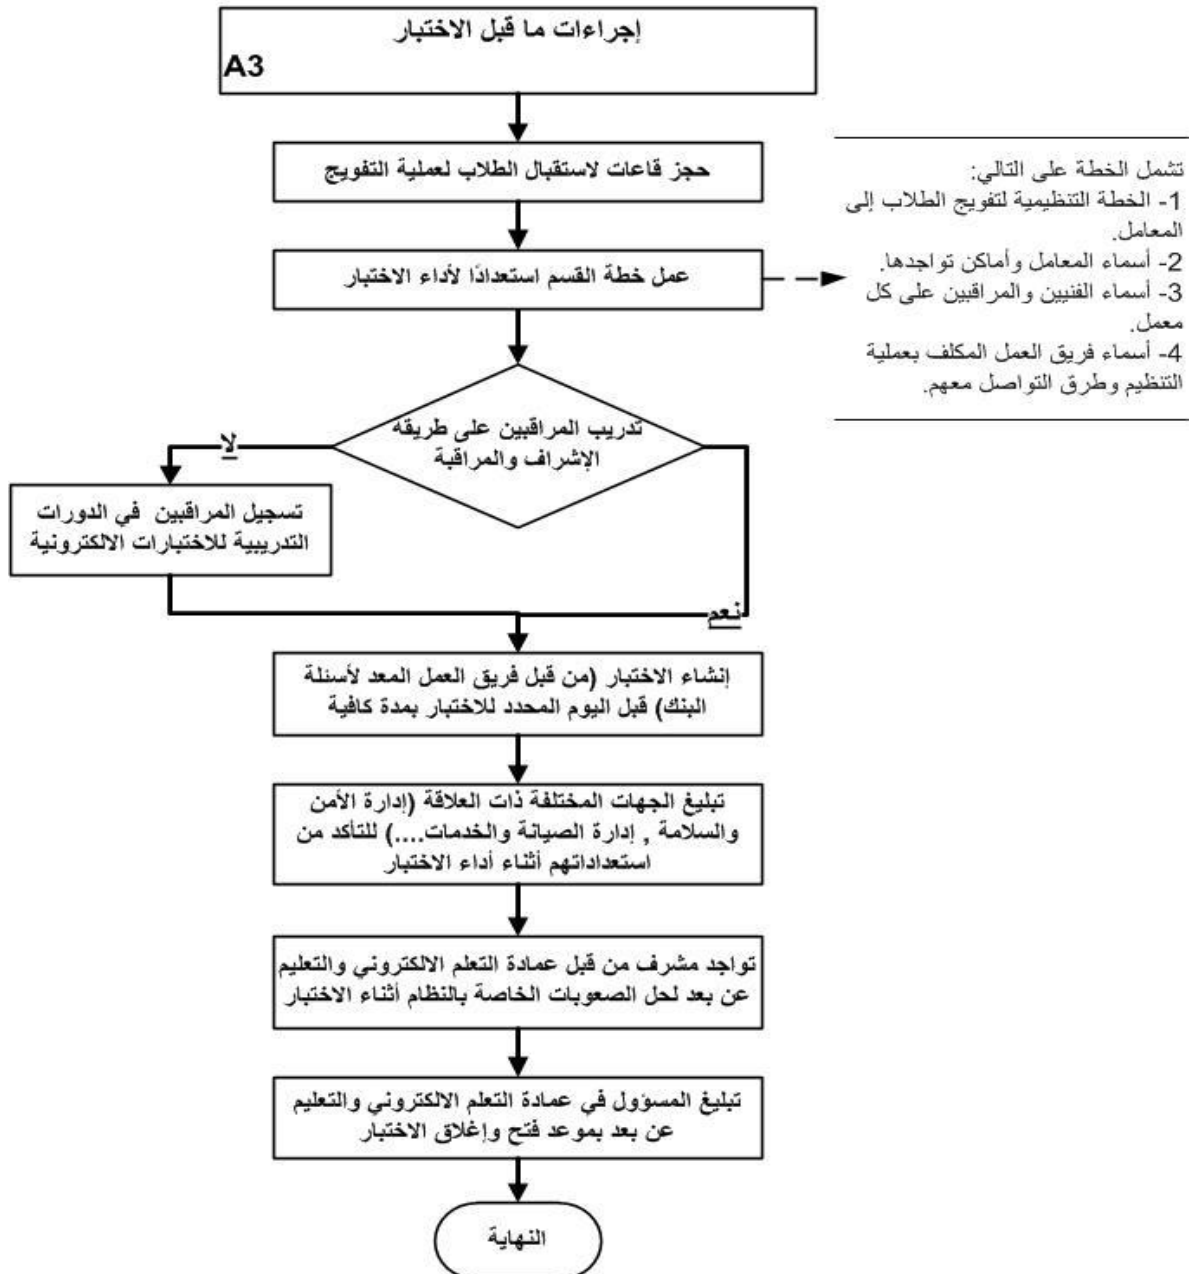 إجراءات ما قبل الاختبار
A3
حجز قاعات لاستقبال الطلاب لعملية التفويج
عمل خطة القسم استعدادًا لأداء الاختبار
تشمل الخطة على التالي:
1- الخطة التنظيمية لتفويج الطلاب إلى
المعامل.
2- أسماء المعامل وأماكن تواجدها.
3- أسماء الفنيين والمراقبين على كل
معمل.
4- أسماء فريق العمل المكلف بعملية
التنظيم وطرق التواصل معهم.
تدريب المراقبين على طريقه
الإشراف والمراقبة
لا
تسجيل المراقبين في الدورات
التدريبية للاختبارات الالكترونية
نعم
إنشاء الاختبار (من قبل فريق العمل المعد لأسئلة
البنك) قبل اليوم المحدد للاختبار بمدة كافية
تبليغ الجهات المختلفة ذات العلاقة (إدارة الأمن
والسلامة , إدارة الصيانة والخدمات....) للتأكد من
استعداداتهم أثناء أداء الاختبار
تواجد مشرف من قبل عمادة التعلم الالكتروني والتعليم
عن بعد لحل الصعوبات الخاصة بالنظام أثناء الاختبار
تبليغ المسؤول في عمادة التعلم الالكتروني والتعليم
عن بعد بموعد فتح وإغلاق الاختبار
النهاية